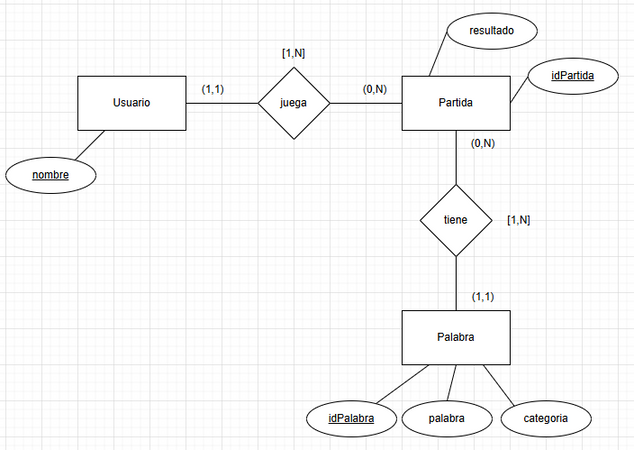 resultado
[1,N]
idPartida
(1,1)
(0,N)
Usuario
juega
Partida
(0,N)
nombre
tiene
[1,N]
(1,1)
Palabra
idPalabra
palabra
categoria